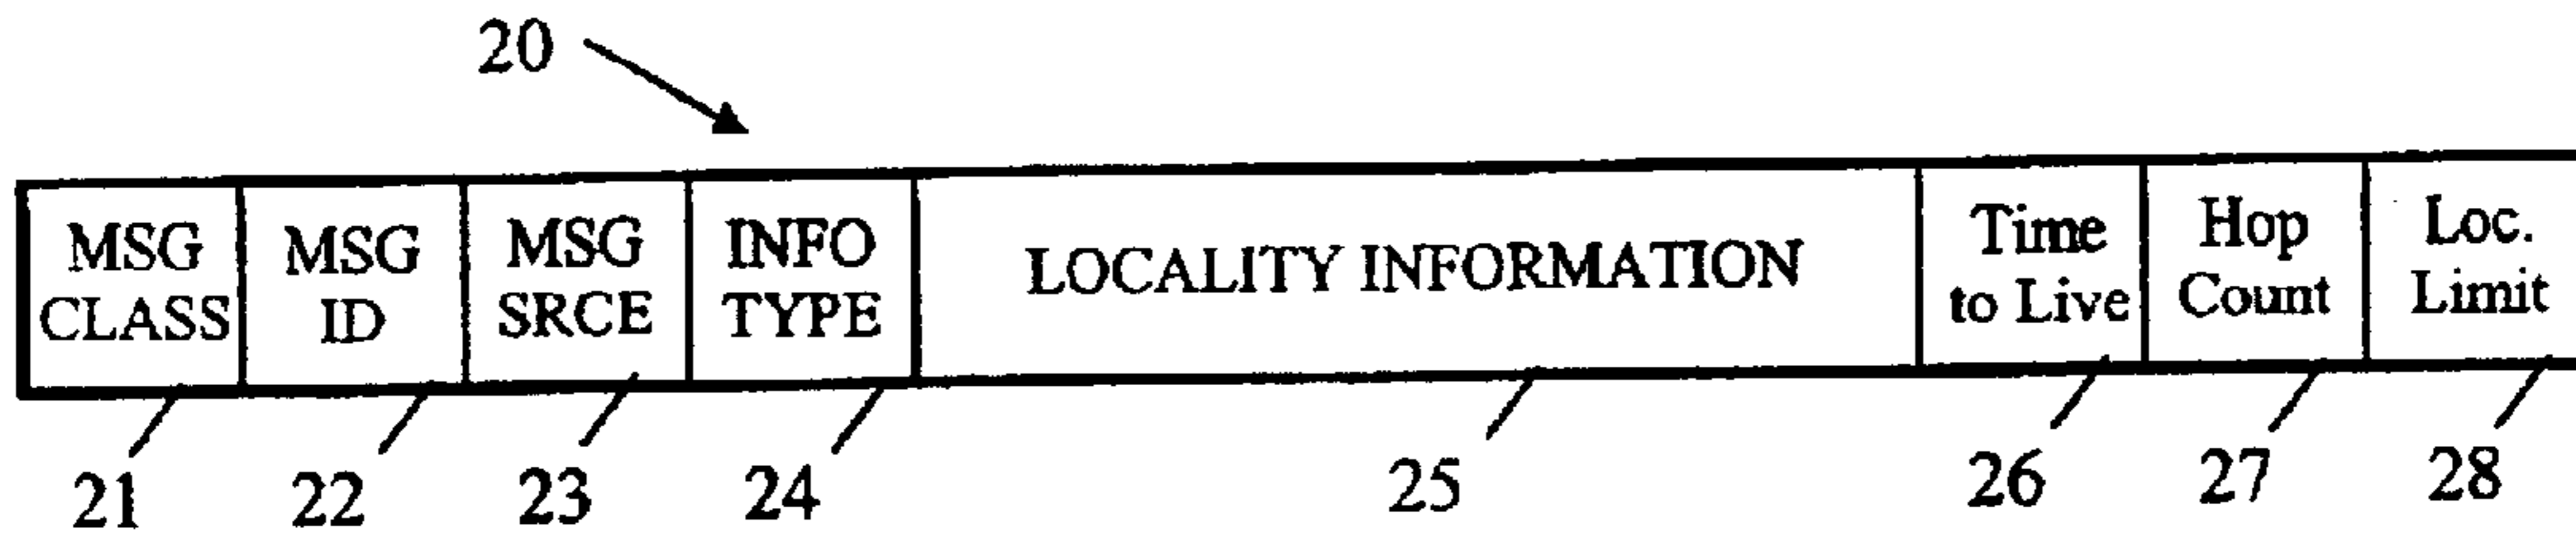 20
MSG
CLASS
MSG
ID
MSG
SRCE
INFO
TYPE
LOCALITY INFORMATION
Time
to Live
Hop
Count
Loc.
Limit
21
22
23
24
25
26
27
28